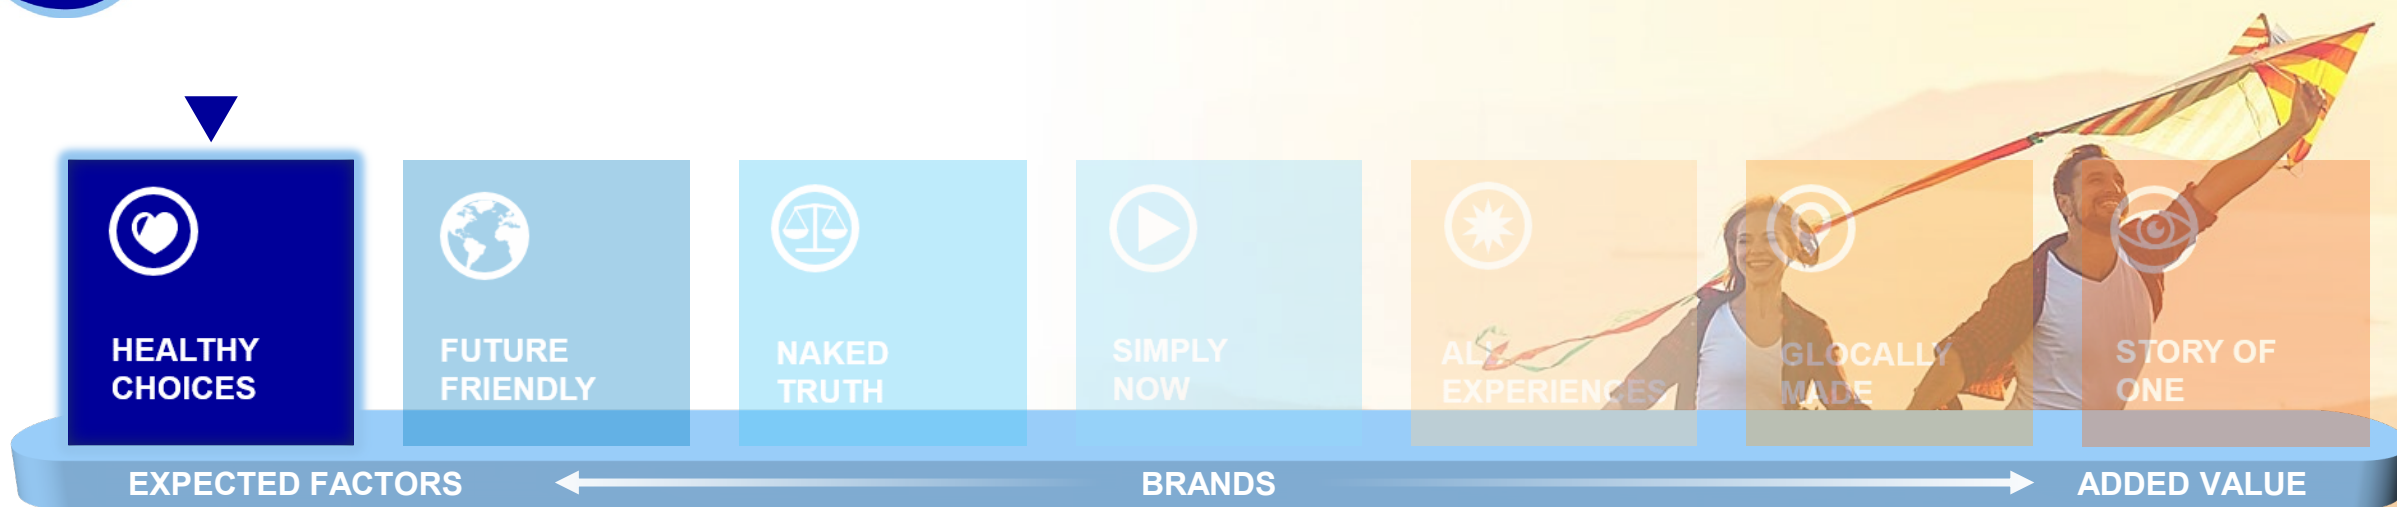 HEALTHY
CHOICES
FUTURE
FRIENDLY
NAKED
TRUTH
SIMPLY
NOW
ALL
EXPERIENCES
GLOCALLY
MADE
STORY OF
ONE
EXPECTED FACTORS
BRANDS
ADDED VALUE